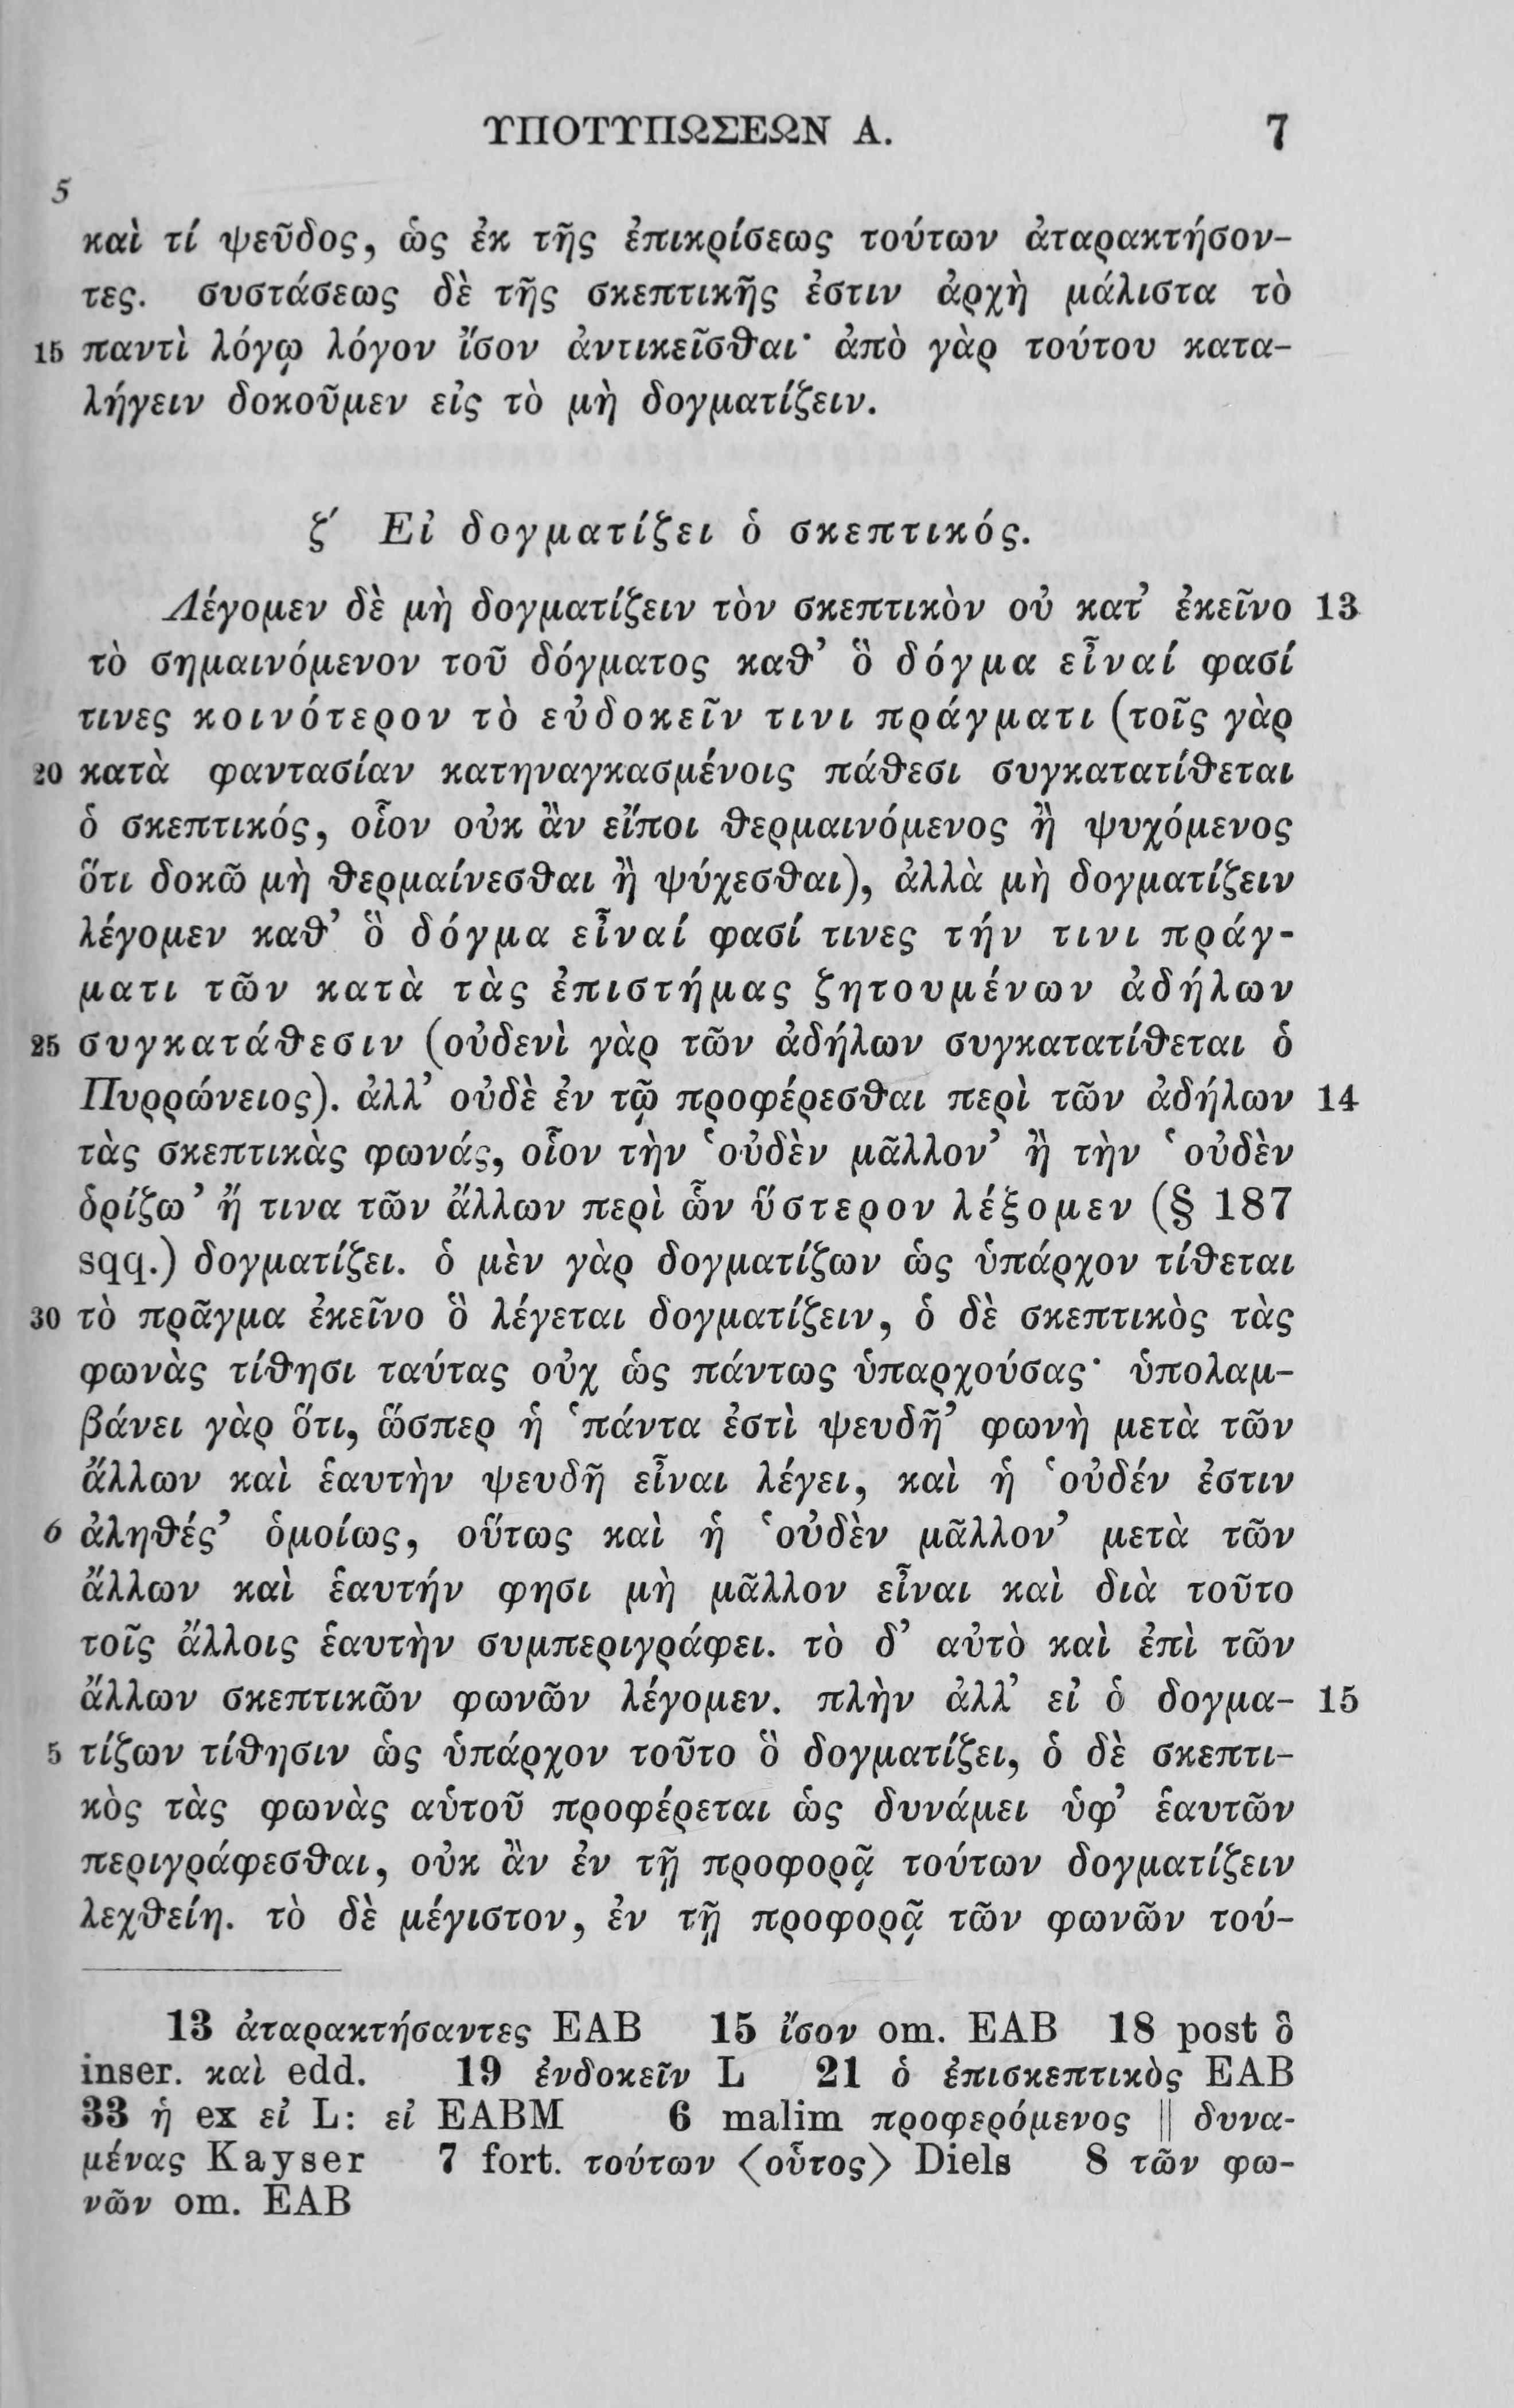 ΥΠΟΤΥΠΩΣΕΩΝ Α. 7
5
καὶ τί ψεῦδος, ὡς ἐκ τῆς ἐπικρίσεως τούτων ἀταρακτήσον-
τες. συστάσεως δὲ τῆς σκεπτικῆς ἐστιν ἀρχὴ μάλιστα τὸ
15 παντὶ λόγῳ λόγον ἴσον ἀντικεῖσθαι· ἀπὸ γὰρ τούτου κατα-
λήγειν δοκοῦμεν εἰς τὸ μὴ δογματίζειν.
ζ′ Εἰ δογματίζει ὁ σκεπτικός.
Λέγομεν δὲ μὴ δογματίζειν τὸν σκεπτικὸν οὐ κατ’ ἐκεῖνο 13
τὸ σημαινόμενον τοῦ δόγματος καθ’ ὃ δόγμα εἶναί φασί
τινες κοινότερον τὸ εὐδοκεῖν τινι πράγματι (τοῖς γὰρ
20 κατὰ φαντασίαν κατηναγκασμένοις πάθεσι συγκατατίθεται
ὁ σκεπτικός, οἷον οὐκ ἂν εἴποι θερμαινόμενος ἢ ψυχόμενος
ὅτι δοκῶ μὴ θερμαίνεσθαι ἢ ψύχεσθαι), ἀλλὰ μὴ δογματίζειν
λέγομεν καθ’ ὃ δόγμα εἶναί φασί τινες τήν τινι πράγ-
ματι τῶν κατὰ τὰς ἐπιστήμας ζητουμένων ἀδήλων
25 συγκατάθεσιν (οὐδενὶ γὰρ τῶν ἀδήλων συγκατατίθεται ὁ
Πυρρώνειος). ἀλλ’ οὐδὲ ἐν τῷ προφέρεσθαι περὶ τῶν ἀδήλων 14
τὰς σκεπτικὰς φωνάς, οἷον τὴν ‘οὐδὲν μᾶλλον’ ἢ τὴν ‘οὐδὲν
ὁρίζω’ ἤ τινα τῶν ἄλλων περὶ ὧν ὕστερον λέξομεν (§ 187
sqq.) δογματίζει. ὁ μὲν γὰρ δογματίζων ὡς ὑπάρχον τίθεται
30 τὸ πρᾶγμα ἐκεῖνο ὃ λέγεται δογματίζειν, ὁ δὲ σκεπτικὸς τὰς
φωνὰς τίθησι ταύτας οὐχ ὡς πάντως ὑπαρχούσας· ὑπολαμ-
βάνει γὰρ ὅτι, ὥσπερ ἡ ‘πάντα ἐστὶ ψευδῆ’ φωνὴ μετὰ τῶν
ἄλλων καὶ ἑαυτὴν ψευδῆ εἶναι λέγει, καὶ ἡ ‘οὐδέν ἐστιν
6 ἀληθές’ ὁμοίως, οὕτως καὶ ἡ ‘οὐδὲν μᾶλλον’ μετὰ τῶν
ἄλλων καὶ ἑαυτήν φησι μὴ μᾶλλον εἶναι καὶ διὰ τοῦτο
τοῖς ἄλλοις ἑαυτὴν συμπεριγράφει. τὸ δ’ αὐτὸ καὶ ἐπὶ τῶν
ἄλλων σκεπτικῶν φωνῶν λέγομεν. πλὴν ἀλλ’ εἰ ὁ δογμα- 15
5 τίζων τίθησιν ὡς ὑπάρχον τοῦτο ὃ δογματίζει, ὁ δὲ σκεπτι-
κὸς τὰς φωνὰς αὑτοῦ προφέρεται ὡς δυνάμει ὑφ’ ἑαυτῶν
περιγράφεσθαι, οὐκ ἂν ἐν τῇ προφορᾷ τούτων δογματίζειν
λεχθείη. τὸ δὲ μέγιστον, ἐν τῇ προφορᾷ τῶν φωνῶν τού-
13 ἀταρακτήσαντες EAB 15 ἴσον om. EAB 18 post ὃ
inser. καὶ edd. 19 ἐνδοκεῖν L 21 ὁ ἐπισκεπτικὸς EAB
33 ἡ ex εἰ L: εἰ EABM 6 malim προφερόμενος || δυνα-
μένας Kayser 7 fort. τούτων ⟨οὗτος⟩ Diels 8 τῶν φω-
νῶν om. EAB